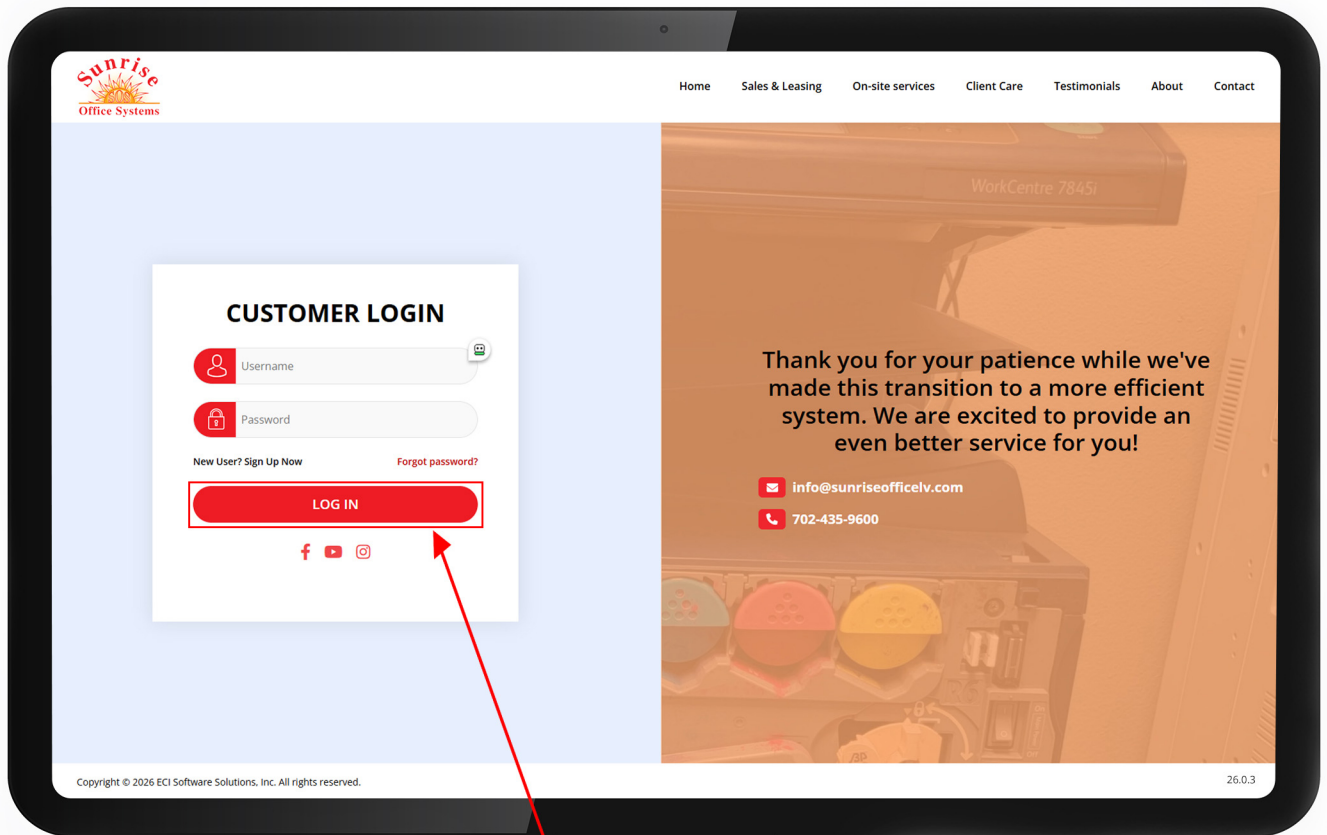 Sunrise
Office Systems
Home Sales & Leasing On-site services Client Care Testimonials About Contact
WorkCentre 7845i
CUSTOMER LOGIN
Username
Password
New User? Sign Up Now Forgot password?
LOG IN
Thank you for your patience while we've
made this transition to a more efficient
system. We are excited to provide an
even better service for you!
info@sunriseofficelv.com
702-435-9600
Copyright © 2026 ECI Software Solutions, Inc. All rights reserved.
26.0.3